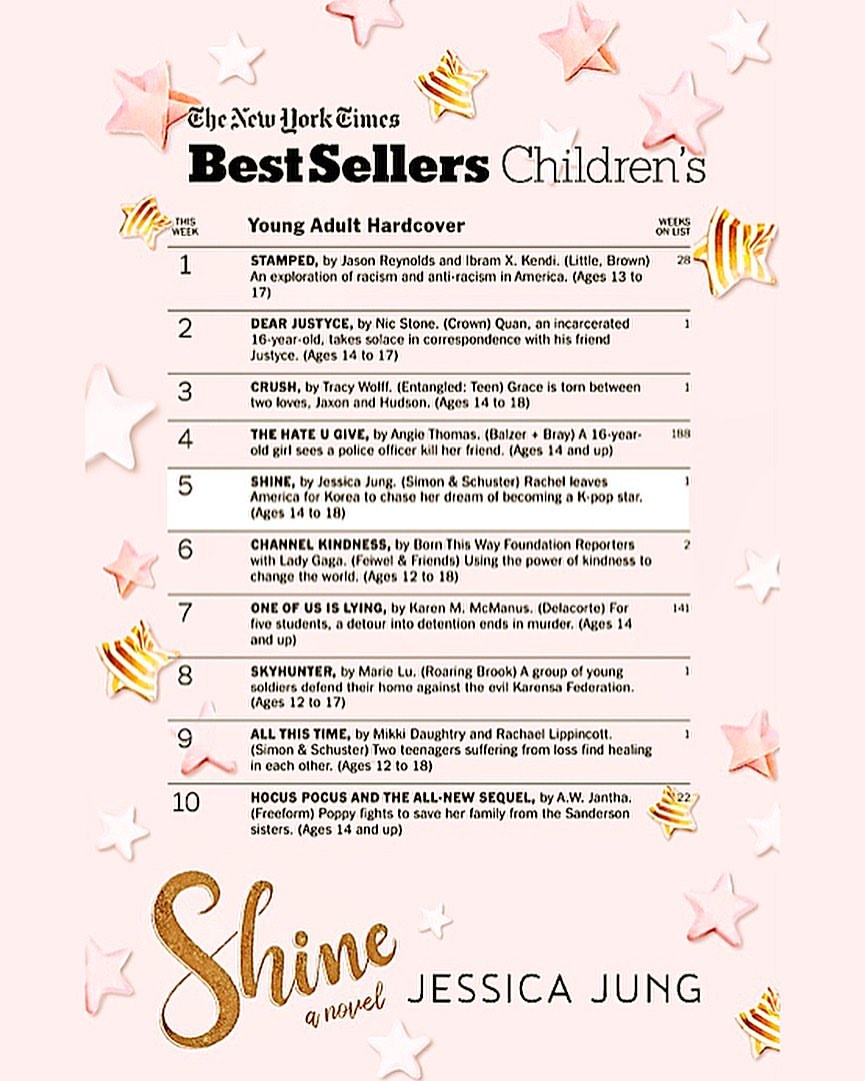 The New York Times
Best Sellers Children's
THIS
WEEK
Young Adult Hardcover
WEEKS
ON LIST
1
STAMPED, by Jason Reynolds and Ibram X. Kendi. (Little, Brown)
28
An exploration of racism and anti-racism in America. (Ages 13 to
17)
2
DEAR JUSTYCE, by Nic Stone. (Crown) Quan, an incarcerated
1
16-year-old, takes solace in correspondence with his friend
Justyce. (Ages 14 to 17)
3
CRUSH, by Tracy Wolff. (Entangled: Teen) Grace is torn between
1
two loves, Jaxon and Hudson. (Ages 14 to 18)
4
THE HATE U GIVE, by Angie Thomas. (Balzer + Bray) A 16-year-
188
old girl sees a police officer kill her friend. (Ages 14 and up)
5
SHINE, by Jessica Jung. (Simon & Schuster) Rachel leaves
1
America for Korea to chase her dream of becoming a K-pop star.
(Ages 14 to 18)
6
CHANNEL KINDNESS, by Born This Way Foundation Reporters
2
with Lady Gaga. (Feiwel & Friends) Using the power of kindness to
change the world. (Ages 12 to 18)
7
ONE OF US IS LYING, by Karen M. McManus. (Delacorte) For
141
five students, a detour into detention ends in murder. (Ages 14
and up)
8
SKYHUNTER, by Marie Lu. (Roaring Brook) A group of young
1
soldiers defend their home against the evil Karensa Federation.
(Ages 12 to 17)
9
ALL THIS TIME, by Mikki Daughtry and Rachael Lippincott.
1
(Simon & Schuster) Two teenagers suffering from loss find healing
in each other. (Ages 12 to 18)
10
HOCUS POCUS AND THE ALL-NEW SEQUEL, by A.W. Jantha.
22
(Freeform) Poppy fights to save her family from the Sanderson
sisters. (Ages 14 and up)
Shine
a novel
JESSICA JUNG